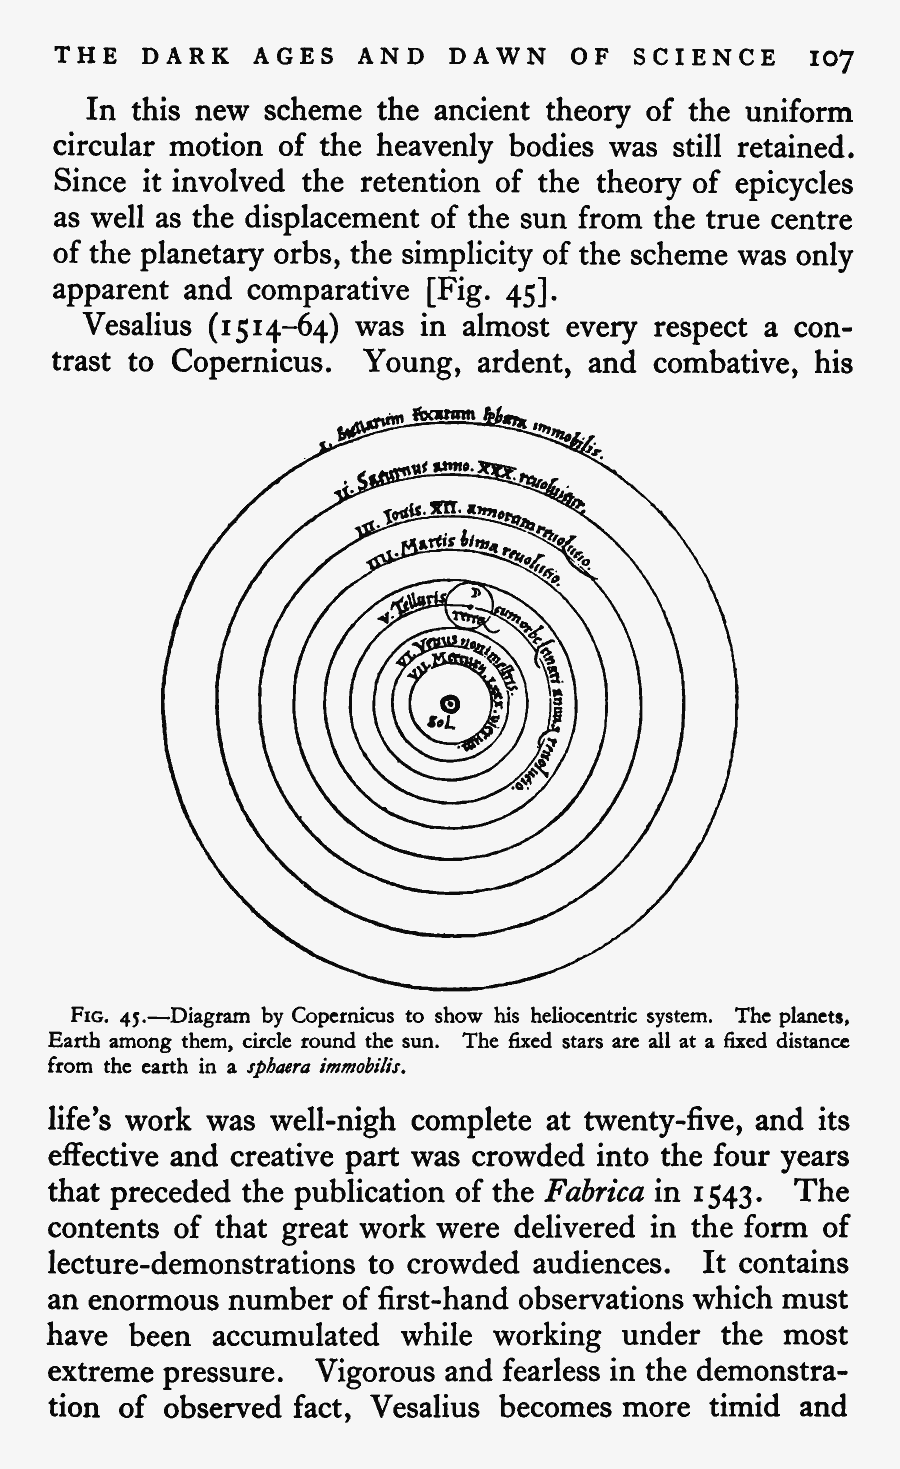 THE DARK AGES AND DAWN OF SCIENCE 107
In this new scheme the ancient theory of the uniform
circular motion of the heavenly bodies was still retained.
Since it involved the retention of the theory of epicycles
as well as the displacement of the sun from the true centre
of the planetary orbs, the simplicity of the scheme was only
apparent and comparative [Fig. 45].
Vesalius (1514–64) was in almost every respect a con-
trast to Copernicus. Young, ardent, and combative, his
immobilis.
II. Saturnus anno. XXX. reuoluitur.
III. Iouis. XII. annorum reuolutio.
IIII. Martis bima reuolutio.
V. Telluris
Terra
cum orbe lunari annua reuolutio.
VI. Venus nonimestris.
VII.
Sol
FIG. 45.—Diagram by Copernicus to show his heliocentric system. The planets,
Earth among them, circle round the sun. The fixed stars are all at a fixed distance
from the earth in a sphaera immobilis.
life's work was well-nigh complete at twenty-five, and its
effective and creative part was crowded into the four years
that preceded the publication of the Fabrica in 1543. The
contents of that great work were delivered in the form of
lecture-demonstrations to crowded audiences. It contains
an enormous number of first-hand observations which must
have been accumulated while working under the most
extreme pressure. Vigorous and fearless in the demonstra-
tion of observed fact, Vesalius becomes more timid and